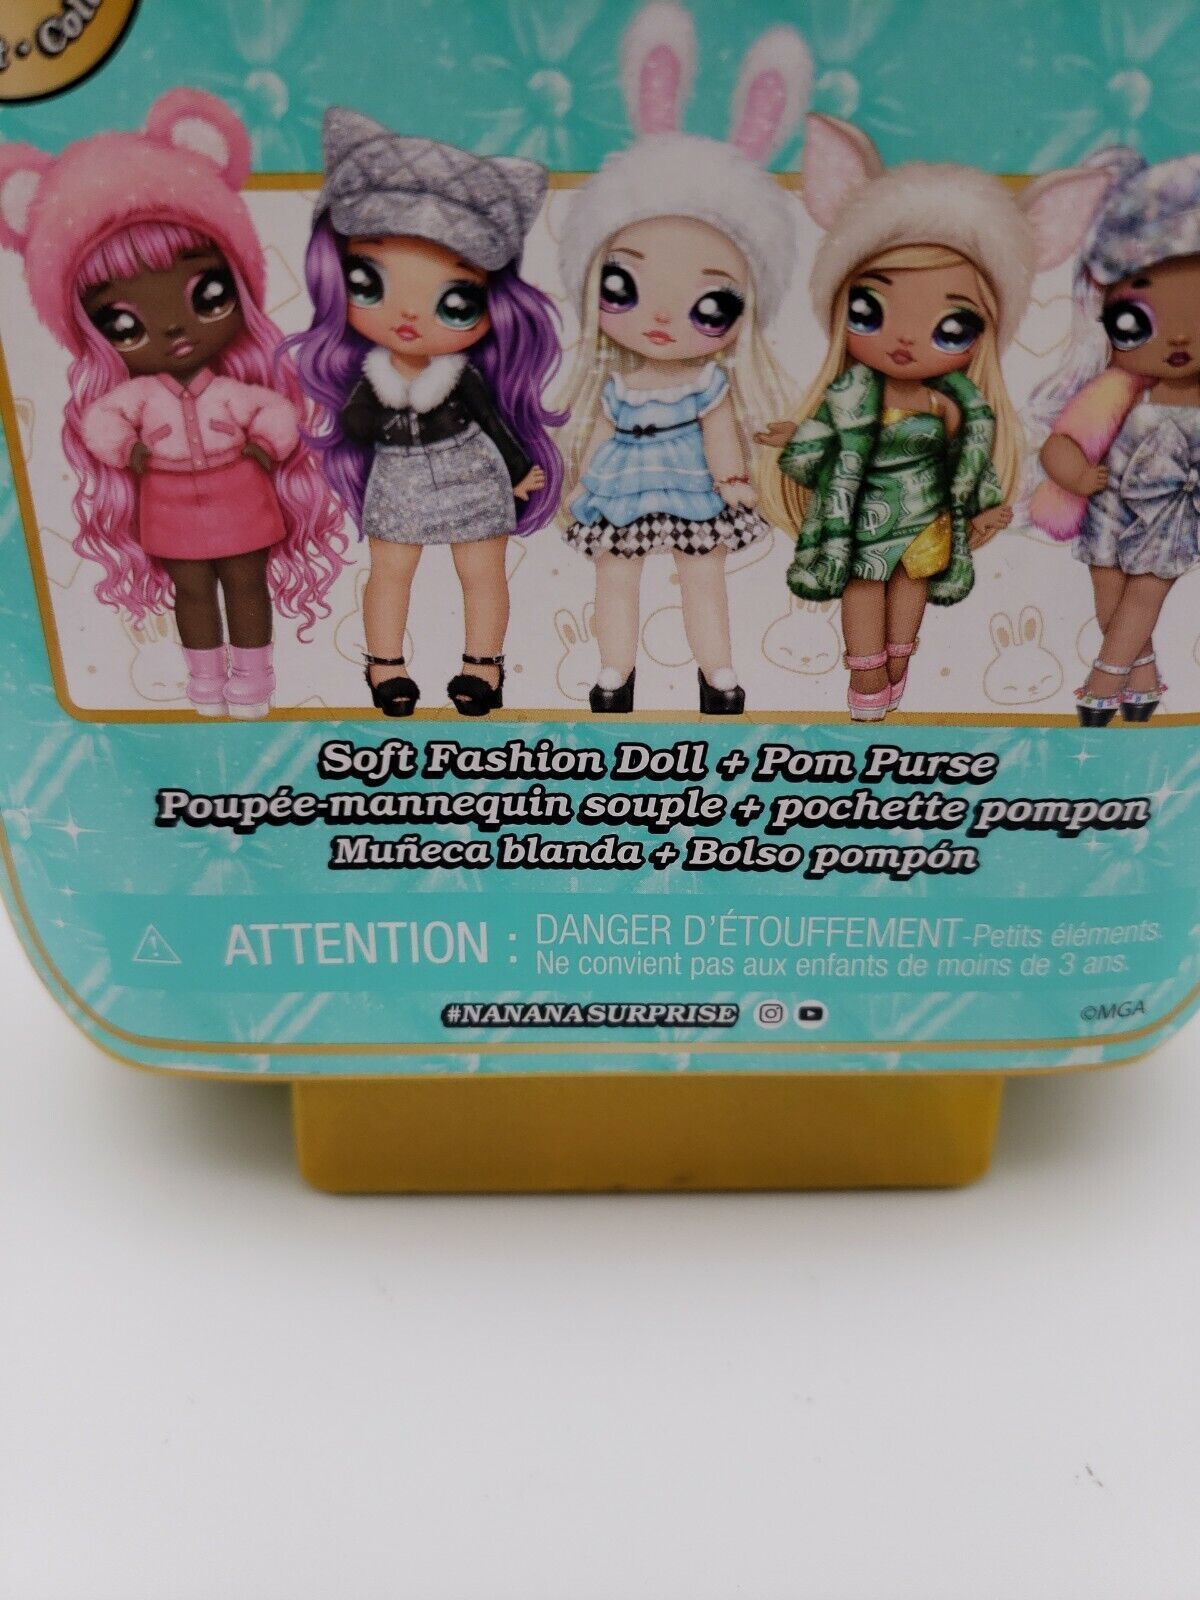 Soft Fashion Doll + Pom Purse
Poupée-mannequin souple + pochette pompon
Muñeca blanda + Bolso pompón
ATTENTION :
DANGER D'ÉTOUFFEMENT-Petits éléments.
Ne convient pas aux enfants de moins de 3 ans.
#NANANASURPRISE
©MGA